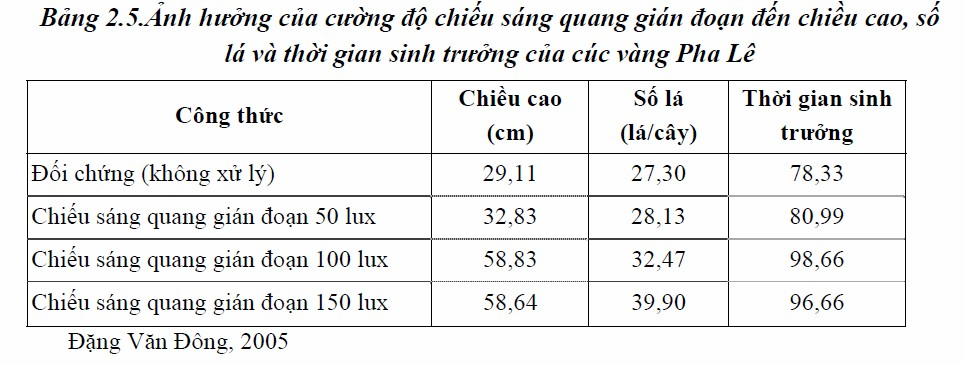 Bảng 2.5.Ảnh hưởng của cường độ chiếu sáng quang gián đoạn đến chiều cao, số
lá và thời gian sinh trưởng của cúc vàng Pha Lê
Công thức | Chiều cao (cm) | Số lá (lá/cây) | Thời gian sinh trưởng
Đối chứng (không xử lý) | 29,11 | 27,30 | 78,33
Chiếu sáng quang gián đoạn 50 lux | 32,83 | 28,13 | 80,99
Chiếu sáng quang gián đoạn 100 lux | 58,83 | 32,47 | 98,66
Chiếu sáng quang gián đoạn 150 lux | 58,64 | 39,90 | 96,66
Đặng Văn Đông, 2005